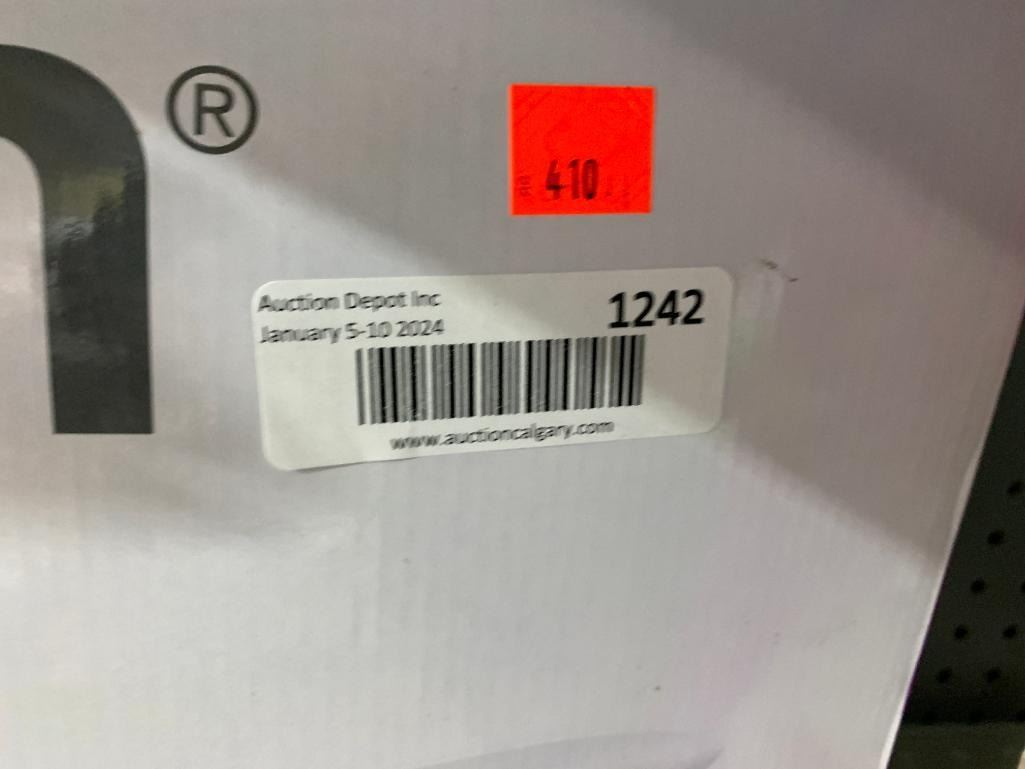 n®
410
Auction Depot Inc
1242
January 5-10 2024
www.auctioncalgary.com